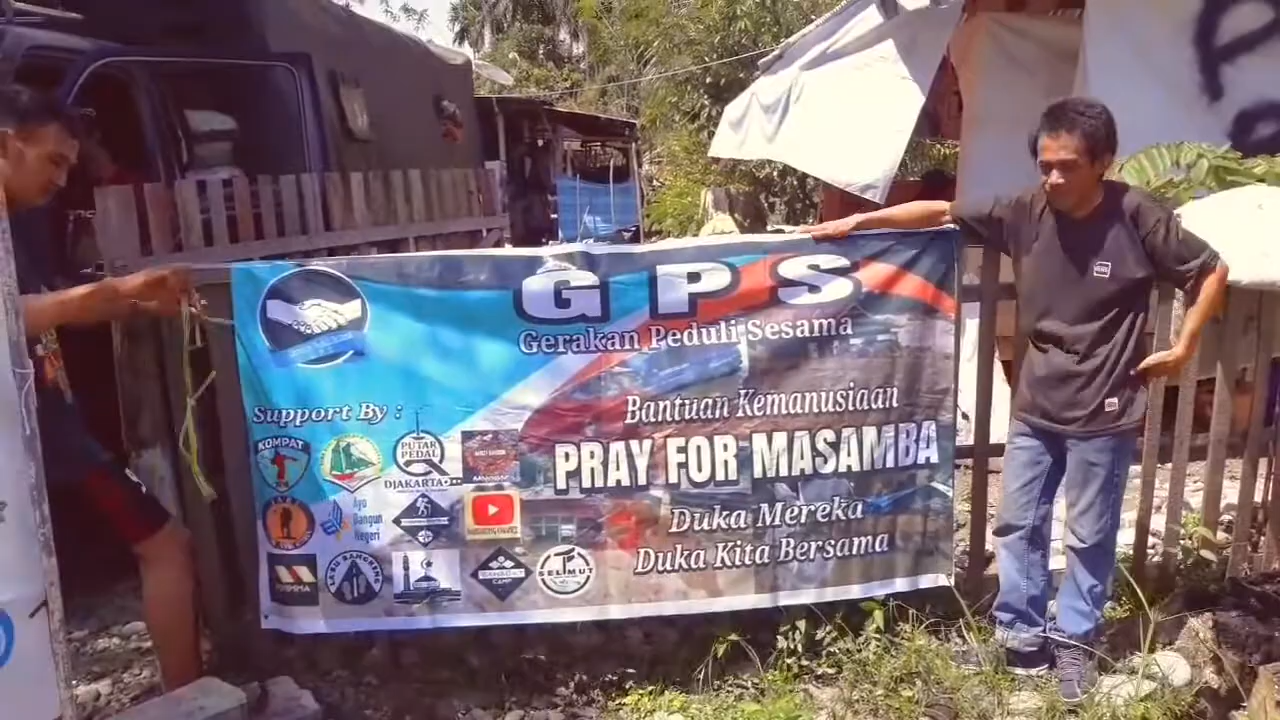 G P S
Gerakan Peduli Sesama
Support By :
Bantuan Kemanusiaan
PRAY FOR MASAMBA
Duka Mereka
Duka Kita Bersama
KOMPAT
PUTAR
PEDAL
DJAKARTA
Ayo
Bangun
Negeri
CAMP
SELIMUT